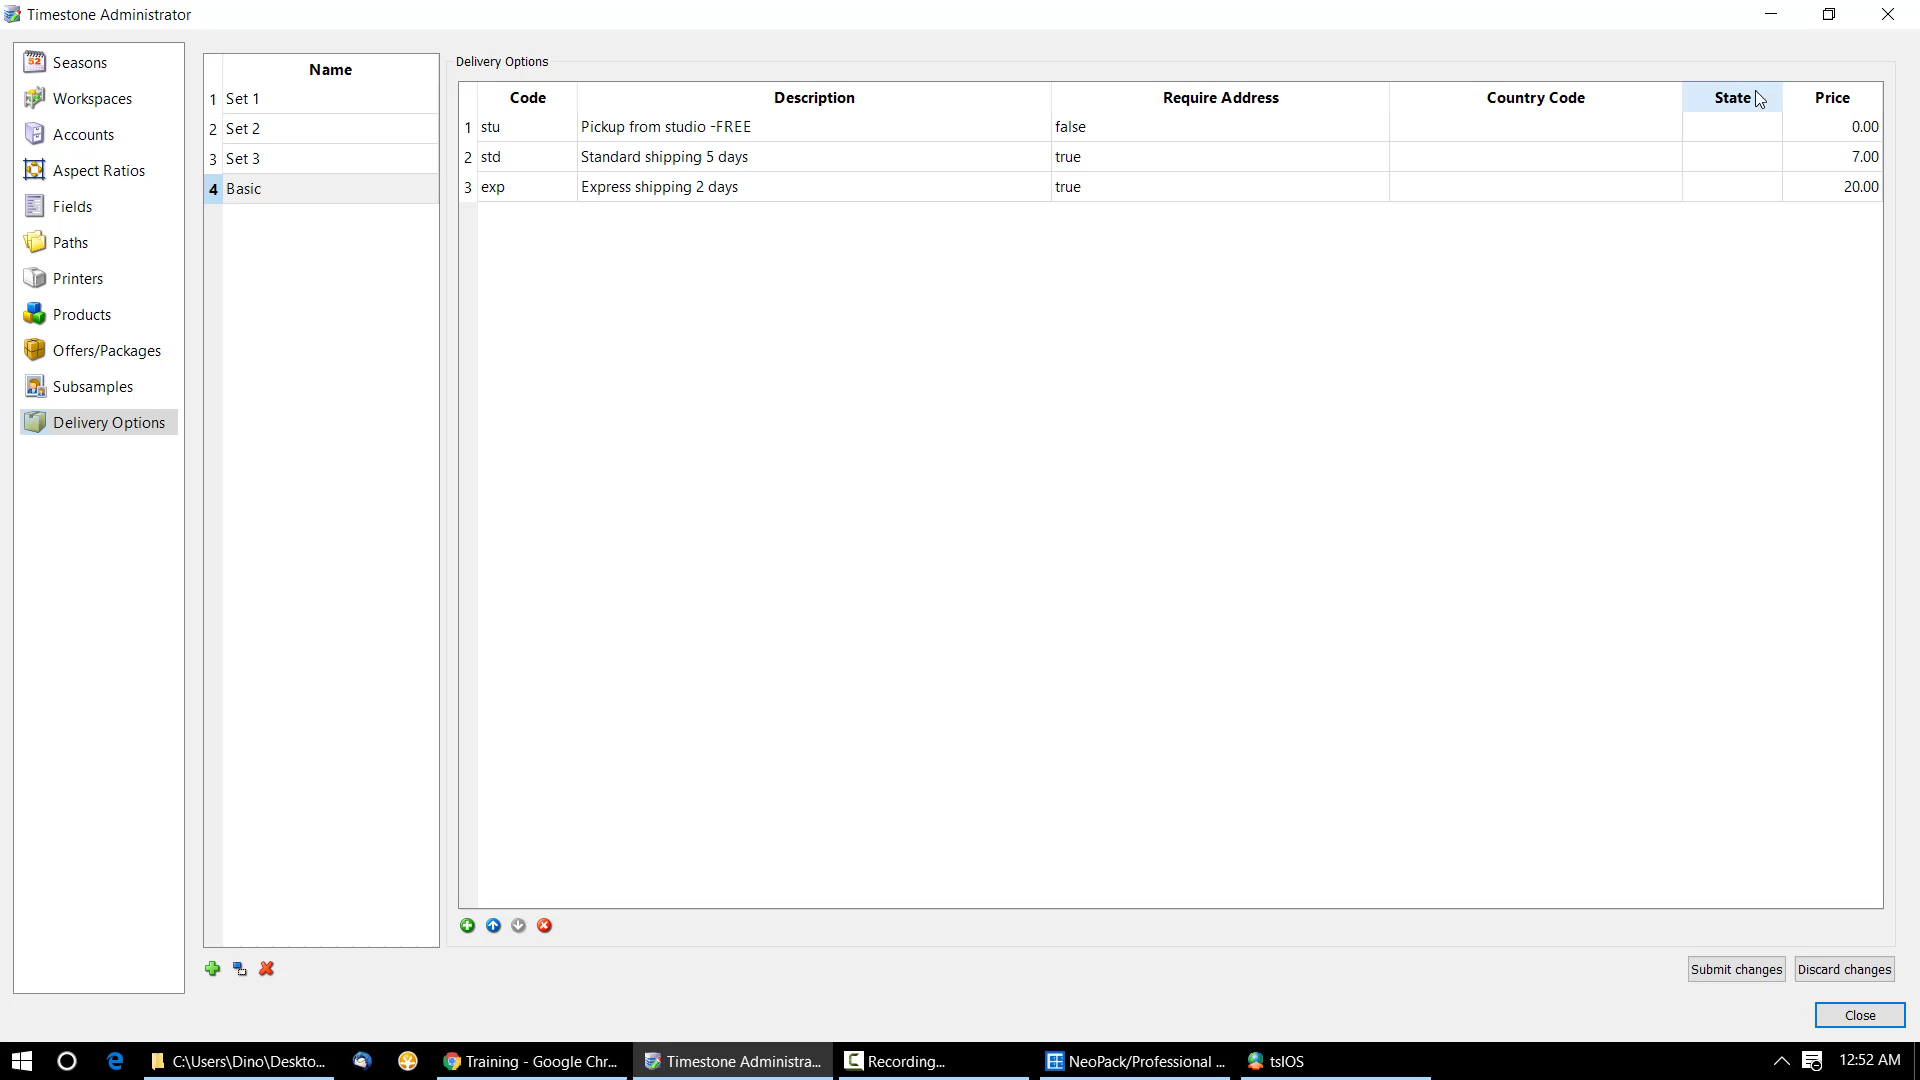 Timestone Administrator
Seasons
Workspaces
Accounts
Aspect Ratios
Fields
Paths
Printers
Products
Offers/Packages
Subsamples
Delivery Options
Name
1 Set 1
2 Set 2
3 Set 3
4 Basic
Delivery Options
Code Description Require Address Country Code State Price
1 stu Pickup from studio -FREE false 0.00
2 std Standard shipping 5 days true 7.00
3 exp Express shipping 2 days true 20.00
Submit changes Discard changes
Close
C:\Users\Dino\Deskto... Training - Google Chr... Timestone Administra... Recording... NeoPack/Professional ... tsIOS 12:52 AM